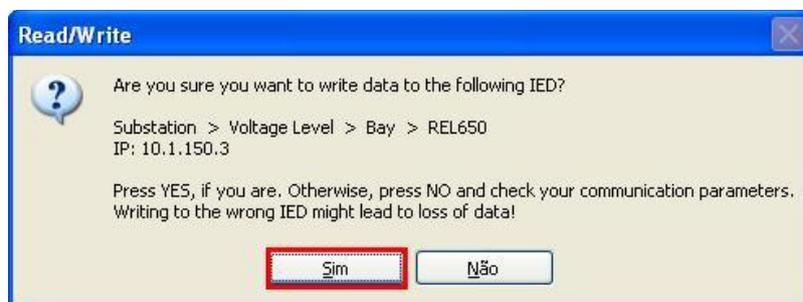 Read/Write
Are you sure you want to write data to the following IED?
Substation > Voltage Level > Bay > REL650
IP: 10.1.150.3
Press YES, if you are. Otherwise, press NO and check your communication parameters.
Writing to the wrong IED might lead to loss of data!
Sim
Não